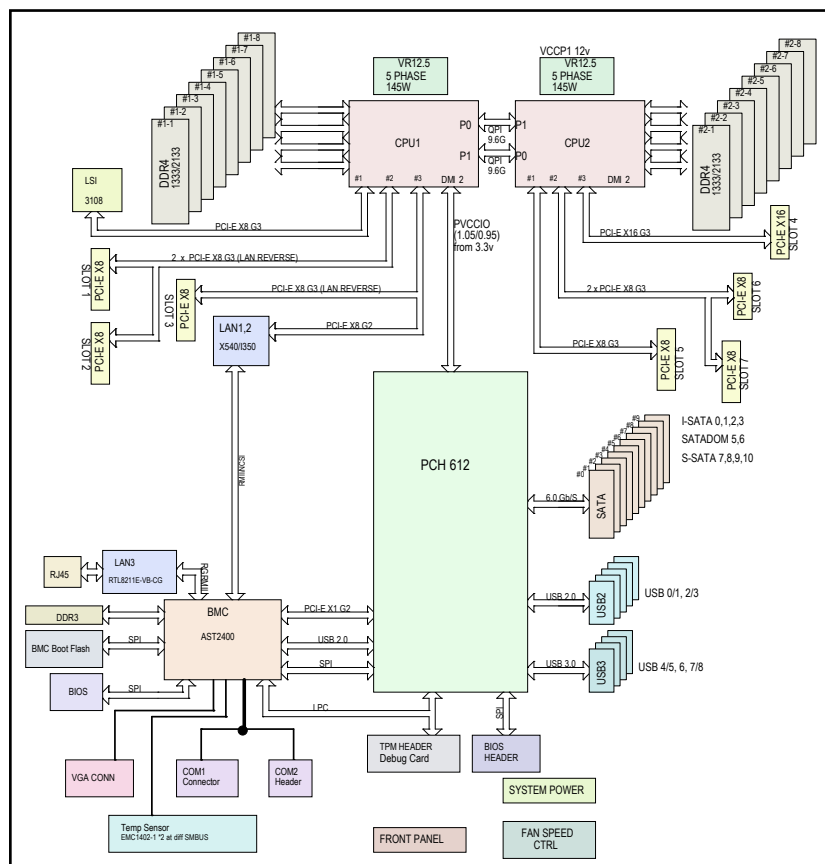 VCCP1 12v
VR12.5
5 PHASE
145W
VR12.5
5 PHASE
145W
#1-8
#1-7
#1-6
#1-5
#1-4
#1-3
#1-2
#1-1
DDR4
1333/2133
#2-8
#2-7
#2-6
#2-5
#2-4
#2-3
#2-2
#2-1
DDR4
1333/2133
CPU1
P0
P1
#1
#2
#3
DMI 2
QPI
9.6G
QPI
9.6G
CPU2
P1
P0
#1
#2
#3
DMI 2
LSI
3108
PCI-E X8 G3
PVCCIO
(1.05/0.95)
from 3.3v
PCI-E X16 G3
PCI-E X16
SLOT 4
2 x PCI-E X8 G3 (LAN REVERSE)
PCI-E X8
SLOT 1
PCI-E X8 G3 (LAN REVERSE)
PCI-E X8
SLOT 3
2 x PCI-E X8 G3
PCI-E X8
SLOT 6
PCI-E X8
SLOT 2
LAN1,2
X540/I350
PCI-E X8 G2
PCI-E X8 G3
PCI-E X8
SLOT 5
PCI-E X8
SLOT 7
PCH 612
RMII/NCSI
#9
#8
#7
#6
#5
#4
#3
#2
#1
#0
SATA
6.0 Gb/S
I-SATA 0,1,2,3
SATADOM 5,6
S-SATA 7,8,9,10
RJ45
LAN3
RTL8211E-VB-CG
RGRMII
USB 2.0
USB2
USB 0/1, 2/3
BMC
AST2400
DDR3
PCI-E X1 G2
BMC Boot Flash
SPI
USB 2.0
SPI
USB 3.0
USB3
USB 4/5, 6, 7/8
BIOS
SPI
LPC
SPI
VGA CONN
COM1
Connector
COM2
Header
TPM HEADER
Debug Card
BIOS
HEADER
SYSTEM POWER
Temp Sensor
EMC1402-1 *2 at diff SMBUS
FRONT PANEL
FAN SPEED
CTRL